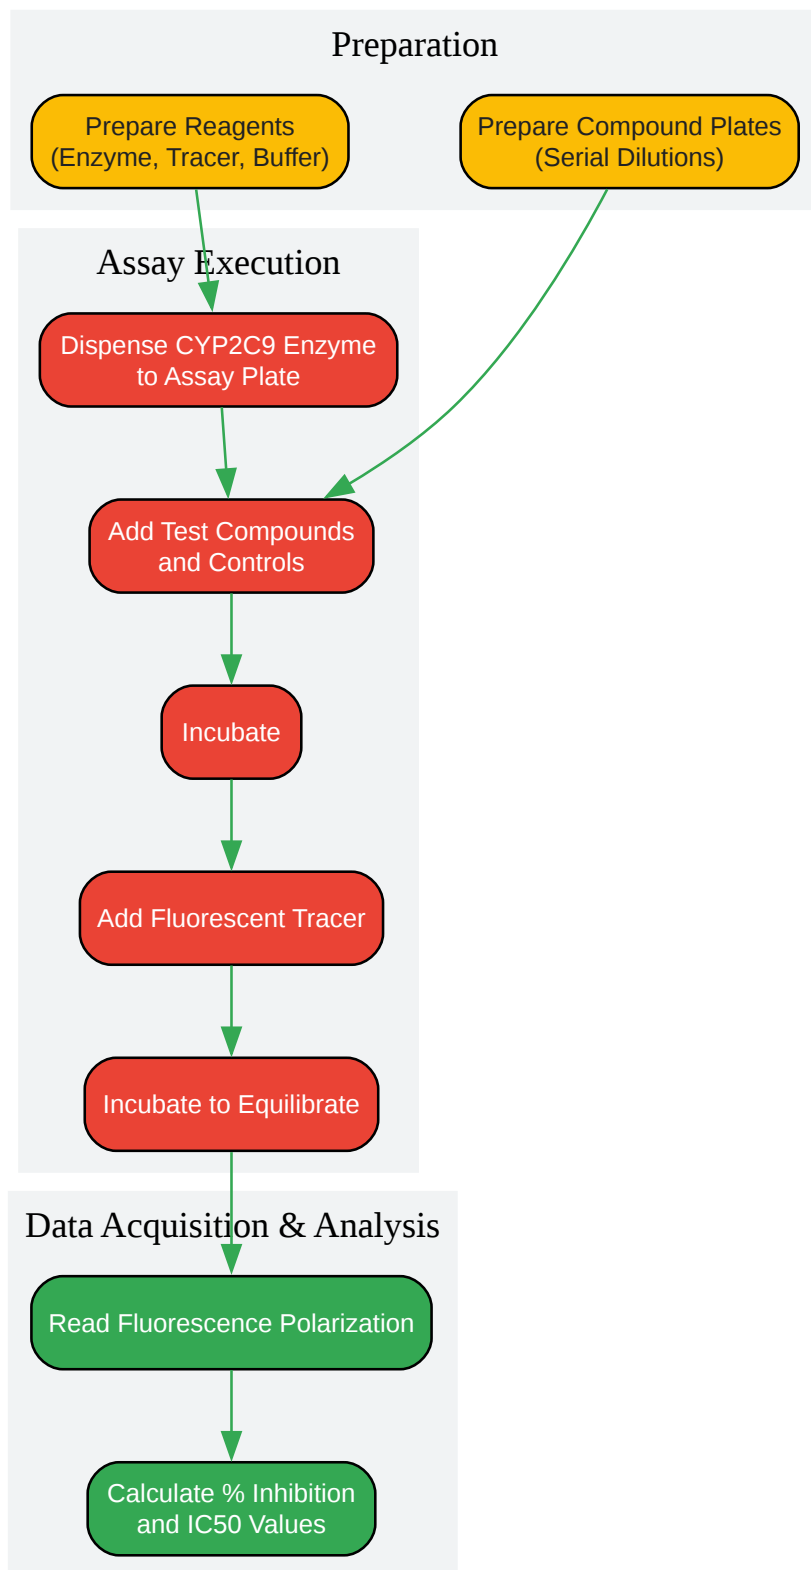 Preparation
Prepare Reagents
(Enzyme, Tracer, Buffer)
Prepare Compound Plates
(Serial Dilutions)
Assay Execution
Dispense CYP2C9 Enzyme
to Assay Plate
Add Test Compounds
and Controls
Incubate
Add Fluorescent Tracer
Incubate to Equilibrate
Data Acquisition & Analysis
Read Fluorescence Polarization
Calculate % Inhibition
and IC50 Values